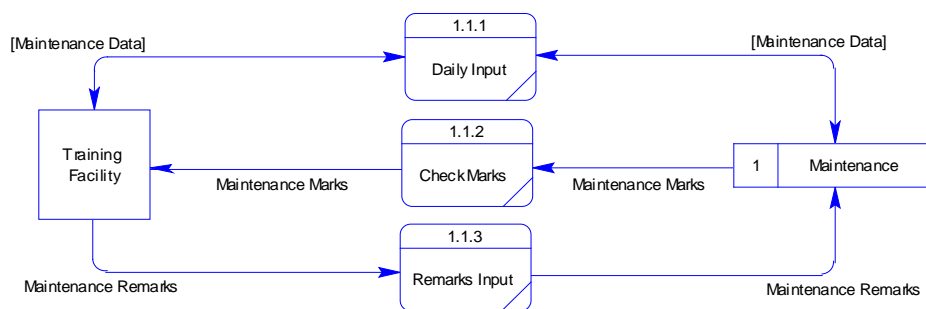 1.1.1
[Maintenance Data]
Daily Input
[Maintenance Data]
1.1.2
Training
Facility
CheckMarks
1
Maintenance
Maintenance Marks
Maintenance Marks
1.1.3
Remarks Input
Maintenance Remarks
Maintenance Remarks